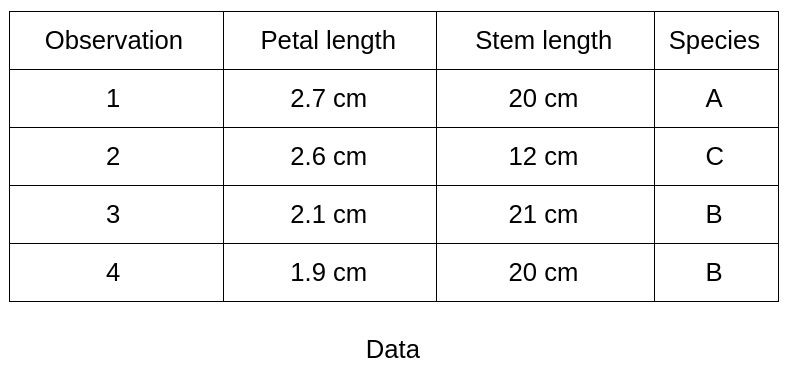 Observation Petal length Stem length Species
1 2.7 cm 20 cm A
2 2.6 cm 12 cm C
3 2.1 cm 21 cm B
4 1.9 cm 20 cm B
Data